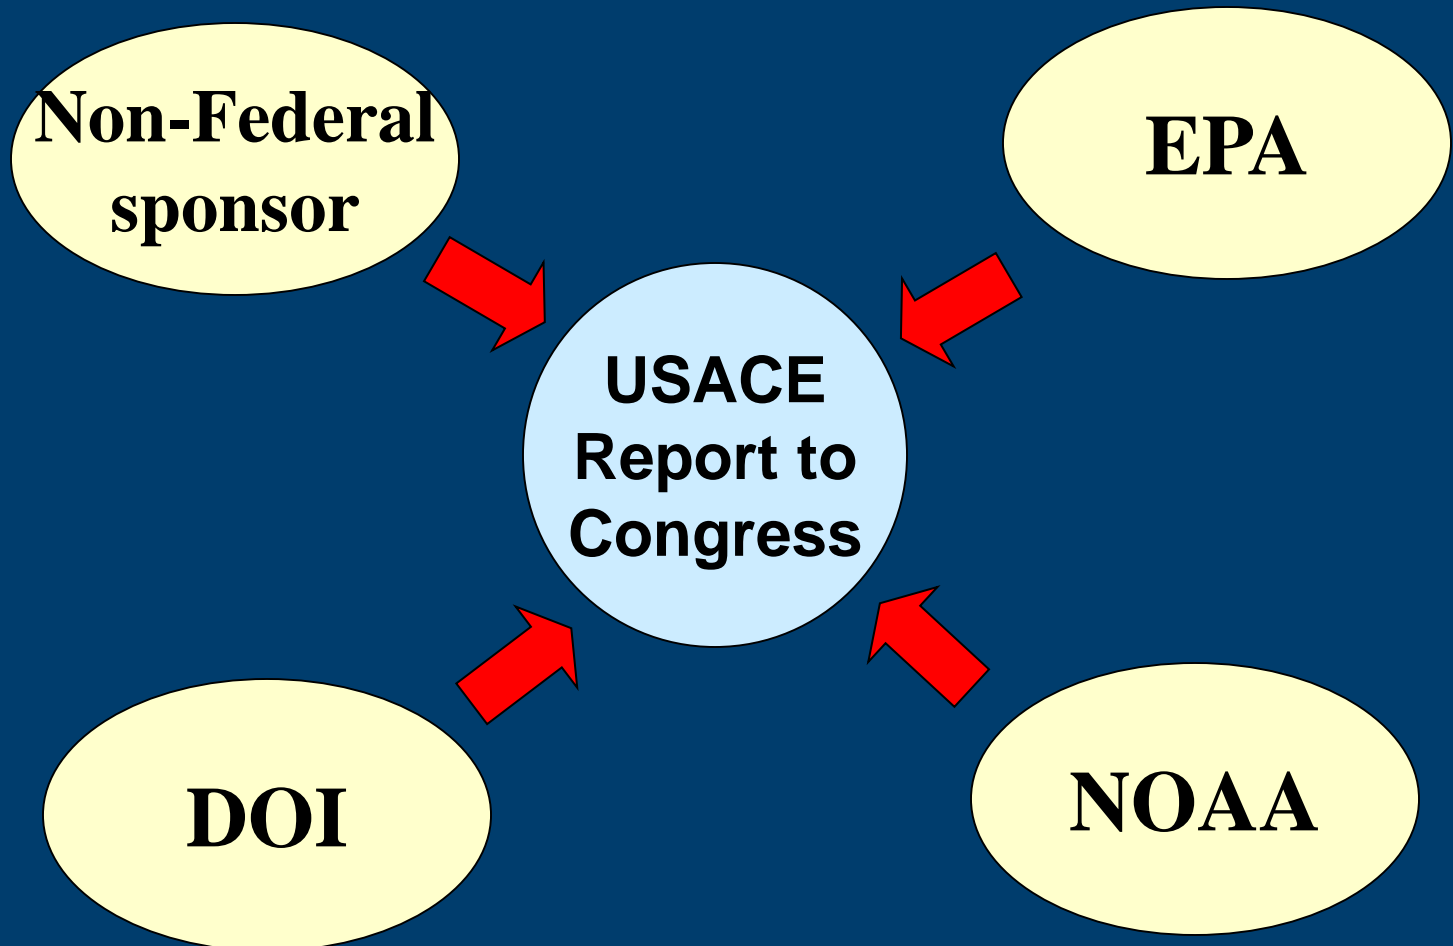 Non-Federal
sponsor
EPA
USACE
Report to
Congress
DOI
NOAA